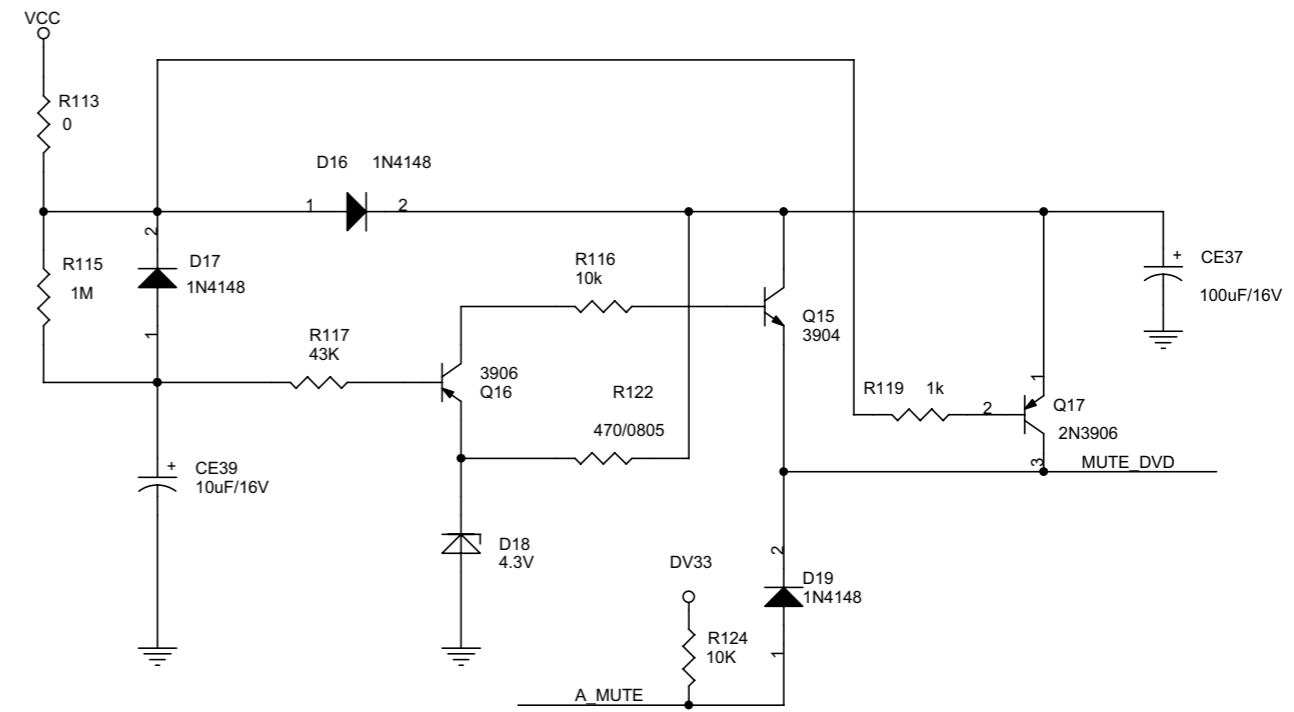 VCC
R113
0
D16 1N4148
1
2
2
R115
1M
D17
1N4148
1
R116
10k
CE37
+
100uF/16V
Q15
3904
R117
43K
3906
Q16
R122
470/0805
R119 1k
2
1
Q17
2N3906
3
MUTE_DVD
+
CE39
10uF/16V
D18
4.3V
DV33
2
D19
1N4148
R124
10K
1
A_MUTE